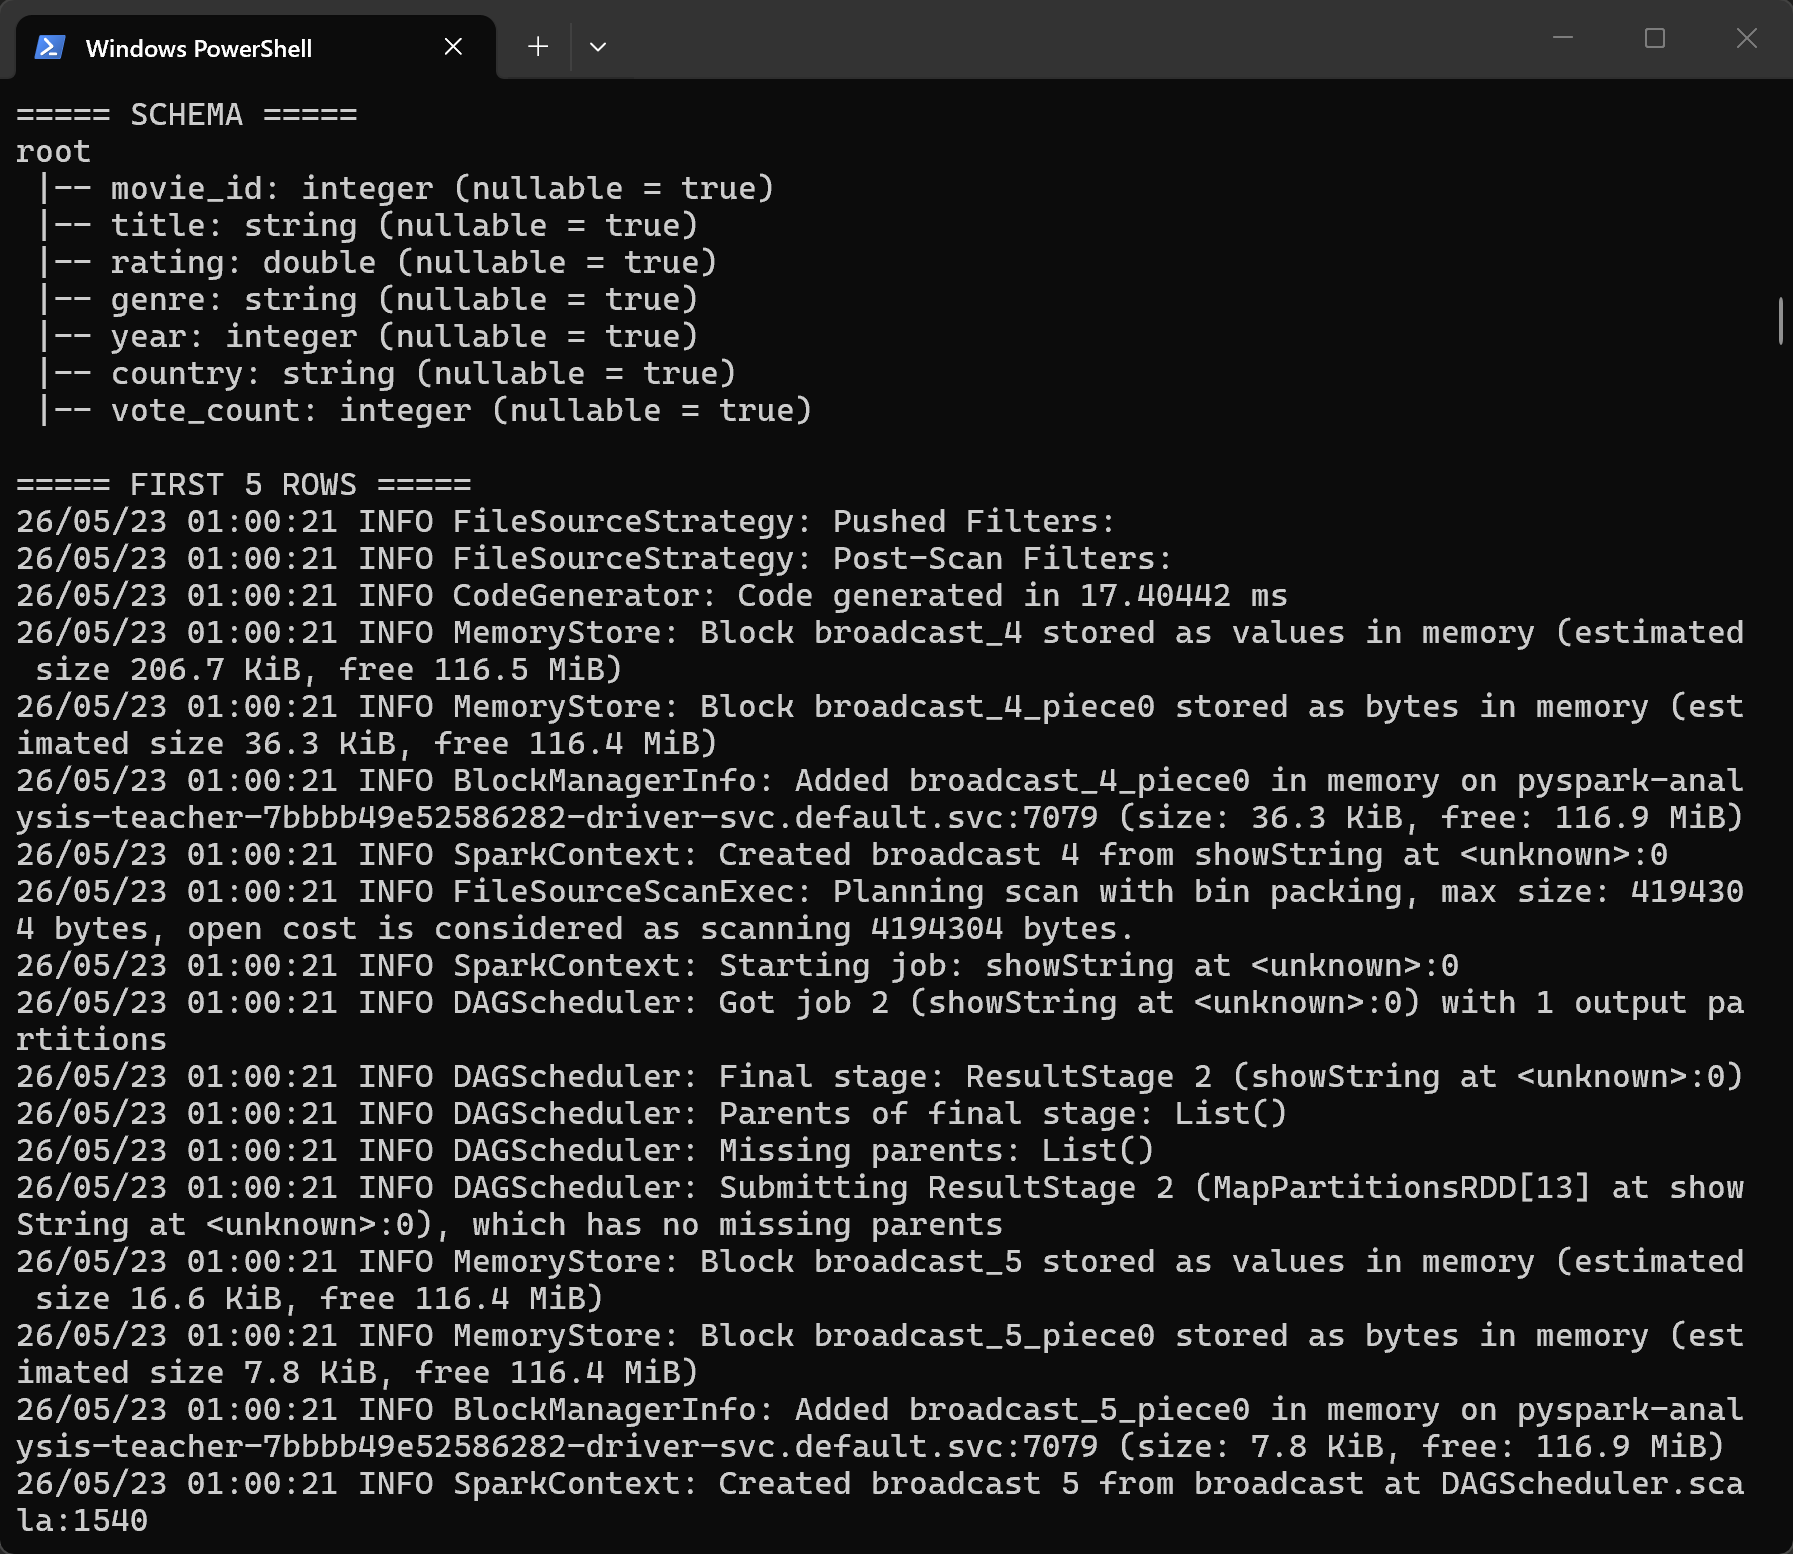 Windows PowerShell
===== SCHEMA =====
root
 |-- movie_id: integer (nullable = true)
 |-- title: string (nullable = true)
 |-- rating: double (nullable = true)
 |-- genre: string (nullable = true)
 |-- year: integer (nullable = true)
 |-- country: string (nullable = true)
 |-- vote_count: integer (nullable = true)

===== FIRST 5 ROWS =====
26/05/23 01:00:21 INFO FileSourceStrategy: Pushed Filters:
26/05/23 01:00:21 INFO FileSourceStrategy: Post-Scan Filters:
26/05/23 01:00:21 INFO CodeGenerator: Code generated in 17.40442 ms
26/05/23 01:00:21 INFO MemoryStore: Block broadcast_4 stored as values in memory (estimated
 size 206.7 KiB, free 116.5 MiB)
26/05/23 01:00:21 INFO MemoryStore: Block broadcast_4_piece0 stored as bytes in memory (est
imated size 36.3 KiB, free 116.4 MiB)
26/05/23 01:00:21 INFO BlockManagerInfo: Added broadcast_4_piece0 in memory on pyspark-anal
ysis-teacher-7bbbb49e52586282-driver-svc.default.svc:7079 (size: 36.3 KiB, free: 116.9 MiB)
26/05/23 01:00:21 INFO SparkContext: Created broadcast 4 from showString at <unknown>:0
26/05/23 01:00:21 INFO FileSourceScanExec: Planning scan with bin packing, max size: 419430
4 bytes, open cost is considered as scanning 4194304 bytes.
26/05/23 01:00:21 INFO SparkContext: Starting job: showString at <unknown>:0
26/05/23 01:00:21 INFO DAGScheduler: Got job 2 (showString at <unknown>:0) with 1 output pa
rtitions
26/05/23 01:00:21 INFO DAGScheduler: Final stage: ResultStage 2 (showString at <unknown>:0)
26/05/23 01:00:21 INFO DAGScheduler: Parents of final stage: List()
26/05/23 01:00:21 INFO DAGScheduler: Missing parents: List()
26/05/23 01:00:21 INFO DAGScheduler: Submitting ResultStage 2 (MapPartitionsRDD[13] at show
String at <unknown>:0), which has no missing parents
26/05/23 01:00:21 INFO MemoryStore: Block broadcast_5 stored as values in memory (estimated
 size 16.6 KiB, free 116.4 MiB)
26/05/23 01:00:21 INFO MemoryStore: Block broadcast_5_piece0 stored as bytes in memory (est
imated size 7.8 KiB, free 116.4 MiB)
26/05/23 01:00:21 INFO BlockManagerInfo: Added broadcast_5_piece0 in memory on pyspark-anal
ysis-teacher-7bbbb49e52586282-driver-svc.default.svc:7079 (size: 7.8 KiB, free: 116.9 MiB)
26/05/23 01:00:21 INFO SparkContext: Created broadcast 5 from broadcast at DAGScheduler.sca
la:1540